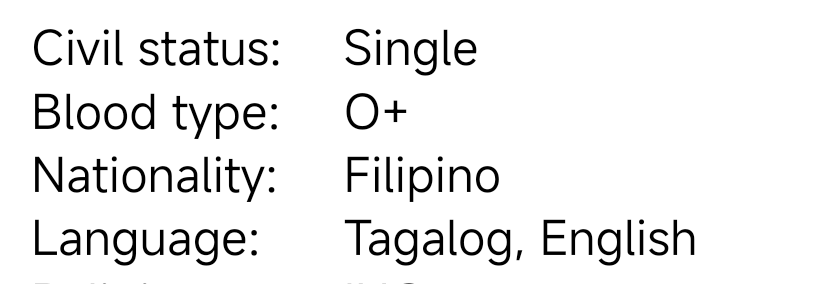 Civil status: Single
Blood type: O+
Nationality: Filipino
Language: Tagalog, English